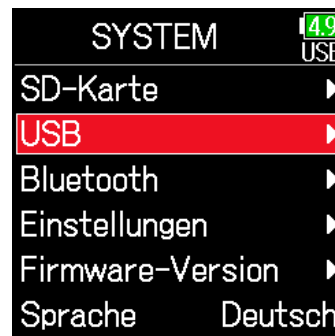 SYSTEM
4.9
USB
SD-Karte
USB
Bluetooth
Einstellungen
Firmware-Version
Sprache Deutsch